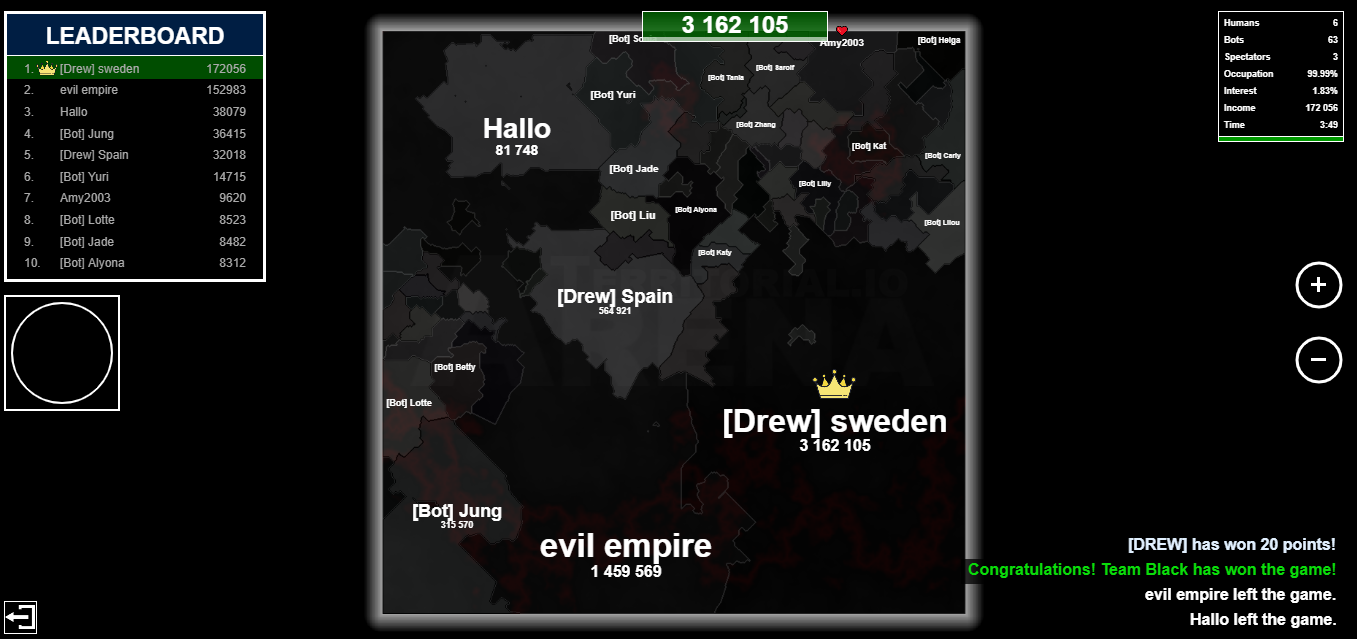 LEADERBOARD
1. [Drew] sweden 172056
2. evil empire 152983
3. Hallo 38079
4. [Bot] Jung 36415
5. [Drew] Spain 32018
6. [Bot] Yuri 14715
7. Amy2003 9620
8. [Bot] Lotte 8523
9. [Bot] Jade 8482
10. [Bot] Alyona 8312
3 162 105
Humans 6
Bots 63
Spectators 3
Occupation 99.99%
Interest 1.83%
Income 172 056
Time 3:49
Amy2003
[Bot] Helga
[Bot] Tania
[Bot] Yuri
[Bot] Zhang
Hallo
81 748
[Bot] Kat
[Bot] Carly
[Bot] Jade
[Bot] Lilly
[Bot] Alyona
[Bot] Liu
[Bot] Lilou
[Bot] Katy
TERRITORIAL.IO
ARENA
[Drew] Spain
564 921
[Bot] Betty
[Bot] Lotte
[Drew] sweden
3 162 105
[Bot] Jung
315 570
evil empire
1 459 569
[DREW] has won 20 points!
Congratulations! Team Black has won the game!
evil empire left the game.
Hallo left the game.